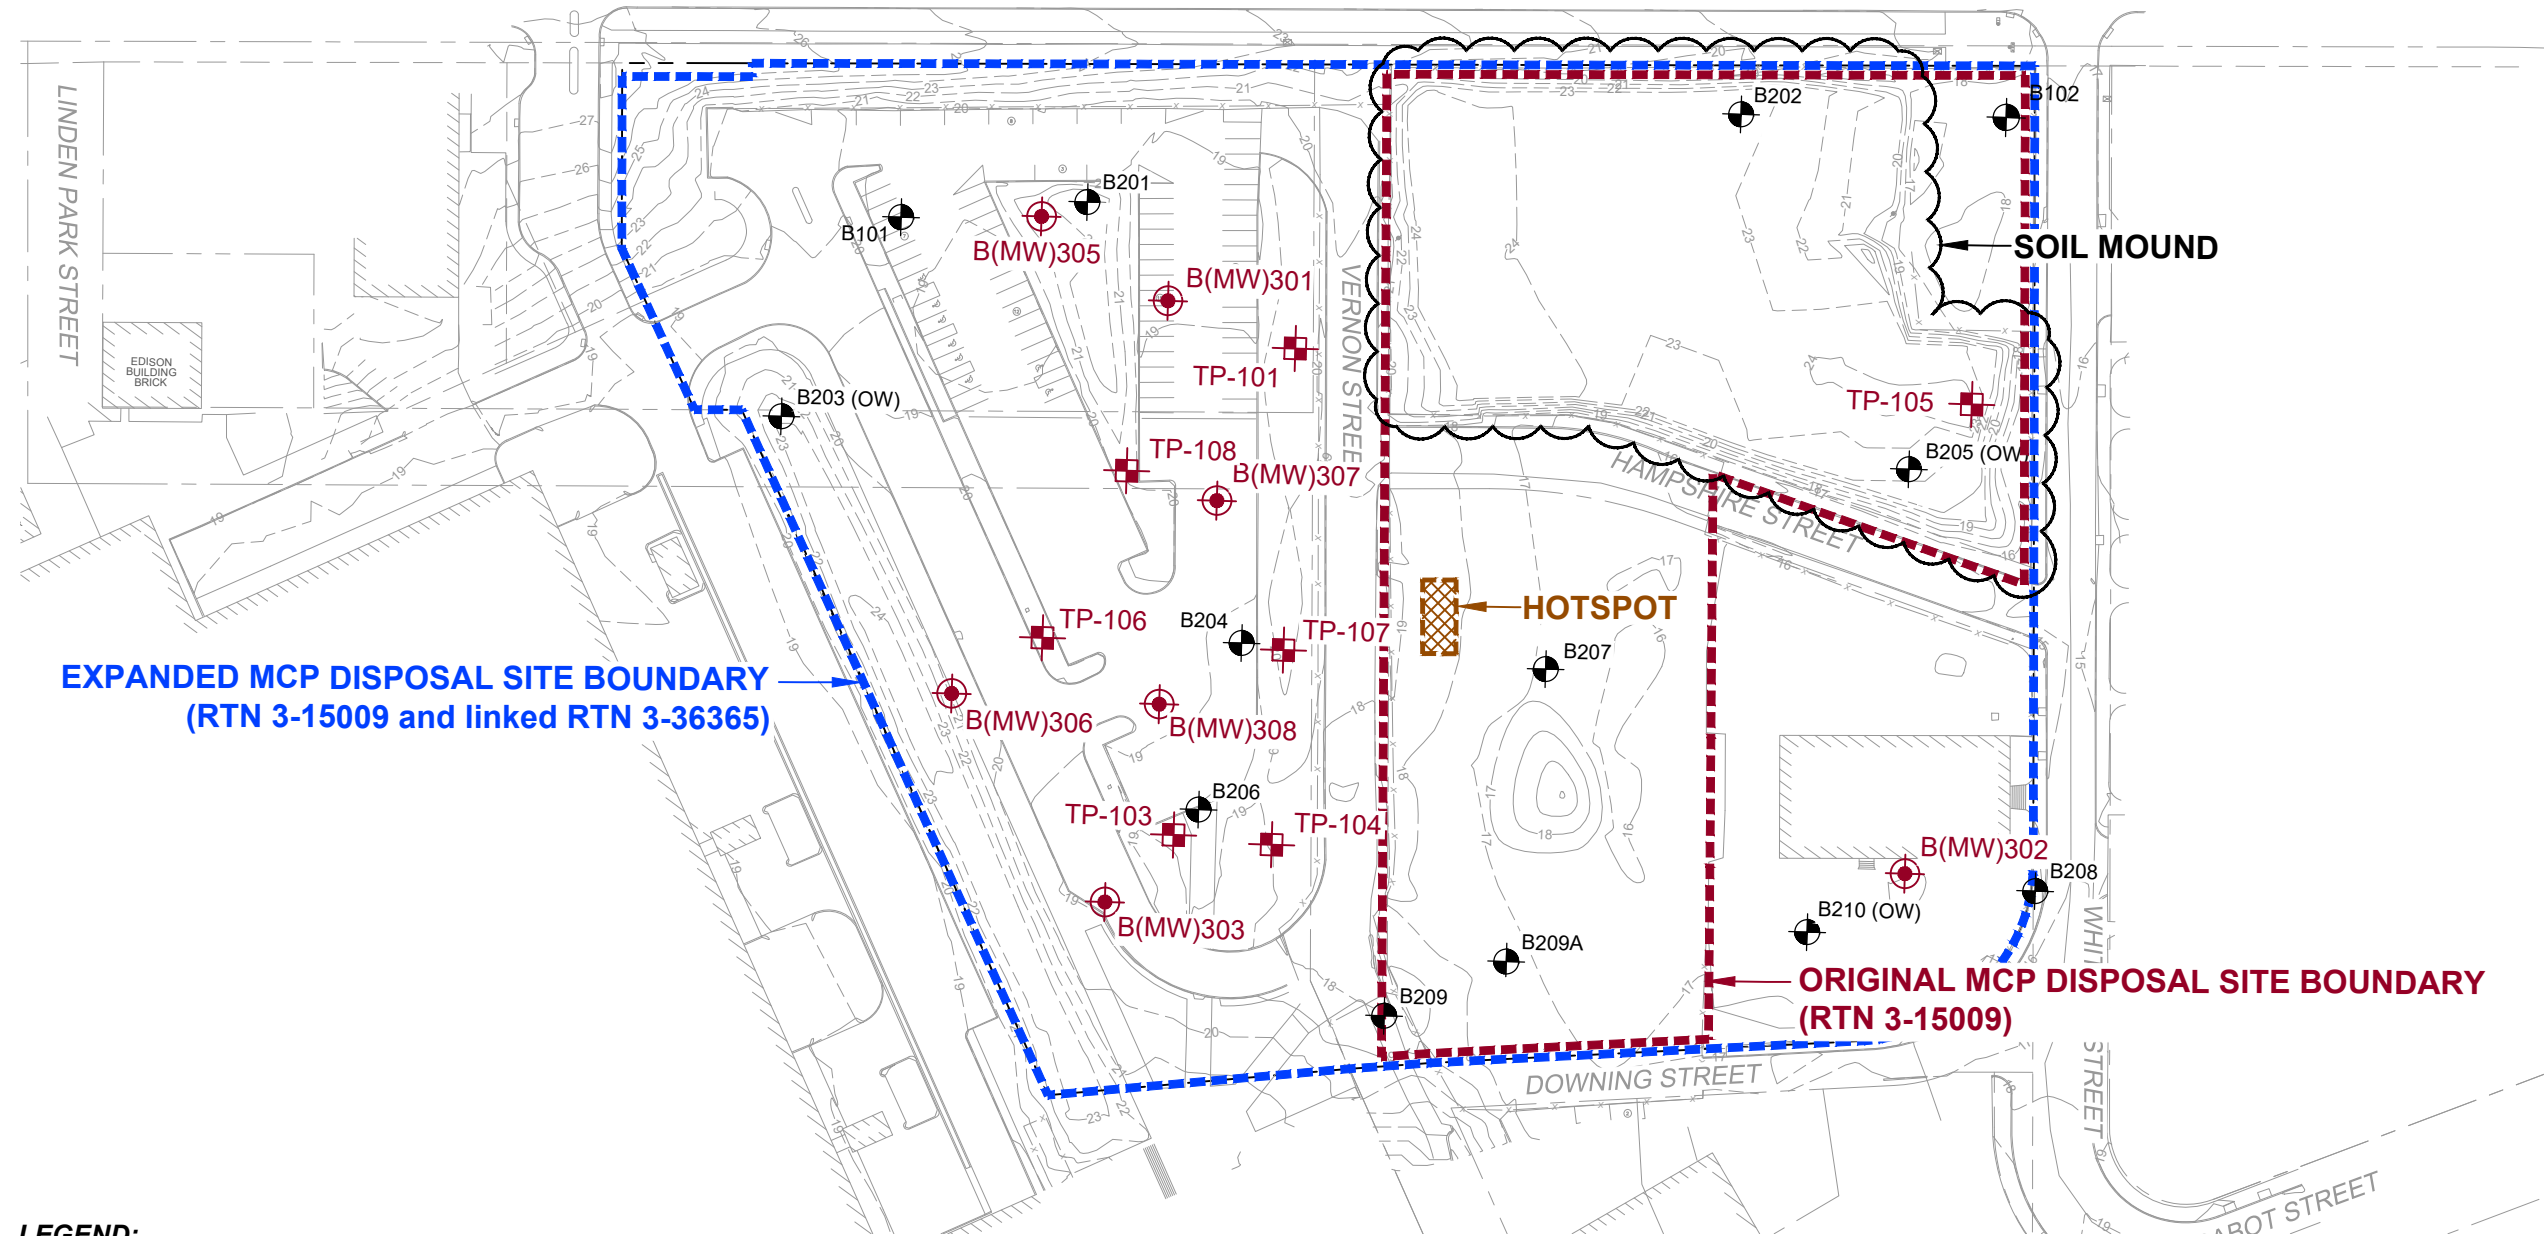 LINDEN PARK STREET
EDISON
BUILDING
BRICK
B101
B201
B(MW)305
B(MW)301
TP-101
VERNON STREE
B202
B102
SOIL MOUND
B203 (OW)
TP-108
B(MW)307
TP-105
B205 (OW)
HAMPSHIRE STREET
HOTSPOT
TP-106
B204
TP-107
B207
EXPANDED MCP DISPOSAL SITE BOUNDARY
(RTN 3-15009 and linked RTN 3-36365)
B(MW)306
B(MW)308
B206
TP-103
TP-104
B(MW)303
B(MW)302
B208
B210 (OW)
B209A
B209
ORIGINAL MCP DISPOSAL SITE BOUNDARY
(RTN 3-15009)
DOWNING STREET
STREET
ABOT STREET
LEGEND: